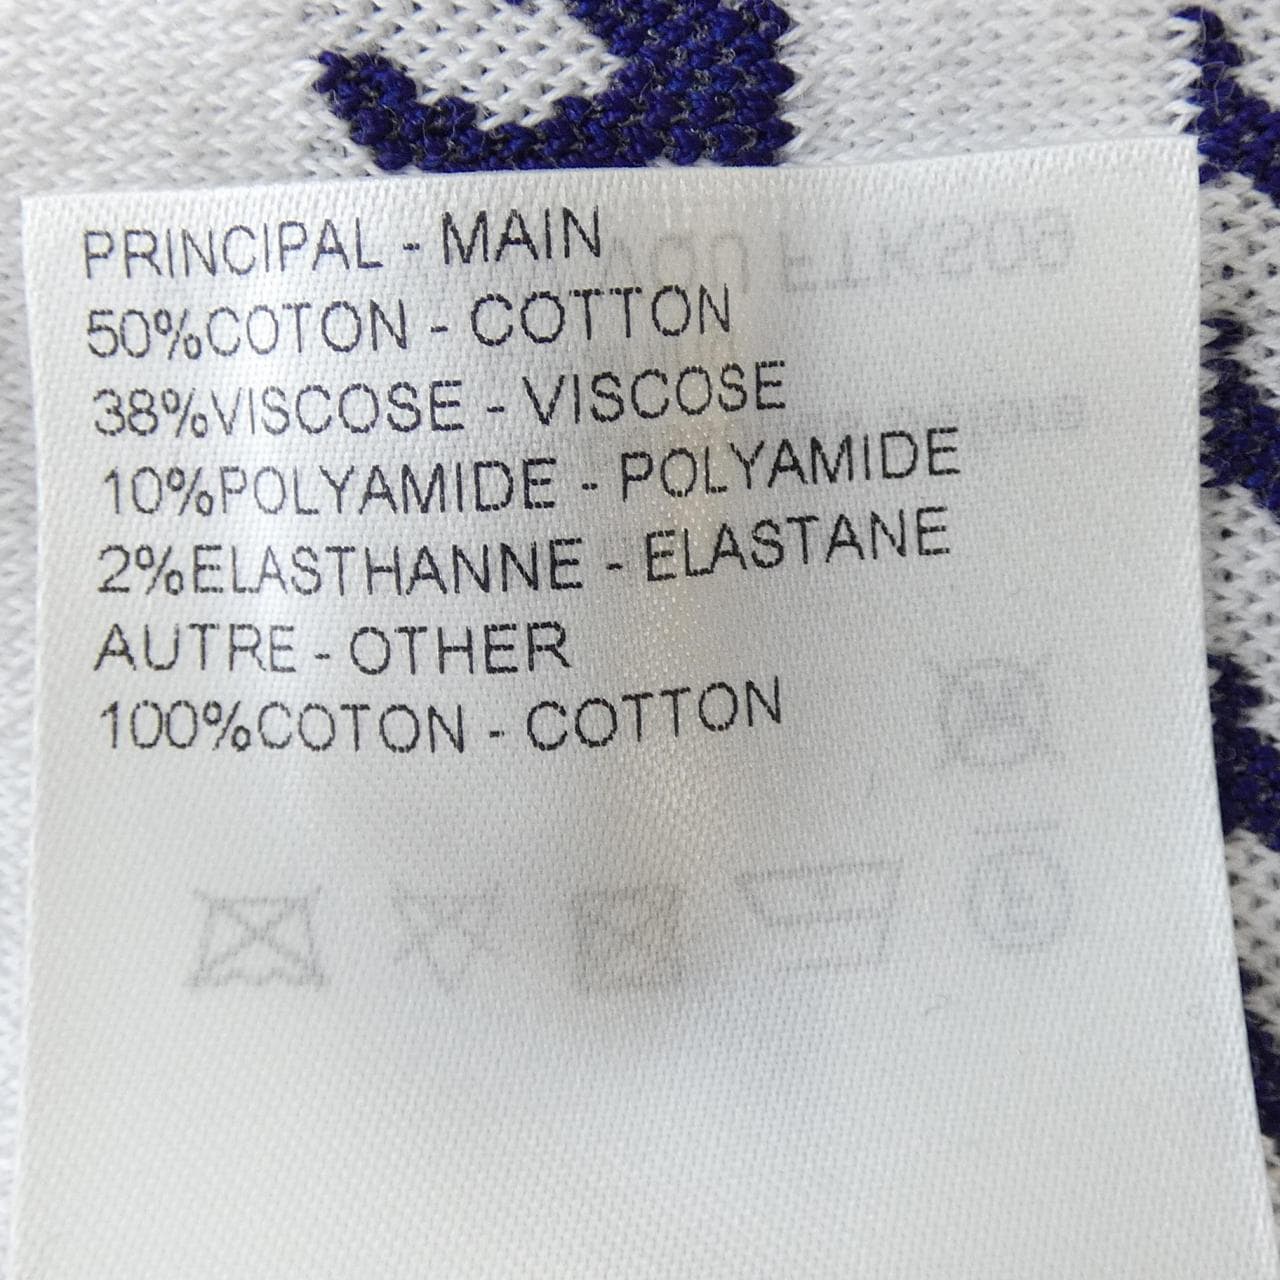 PRINCIPAL - MAIN
50%COTON - COTTON
38%VISCOSE - VISCOSE
10%POLYAMIDE - POLYAMIDE
2%ELASTHANNE - ELASTANE
AUTRE - OTHER
100%COTON - COTTON